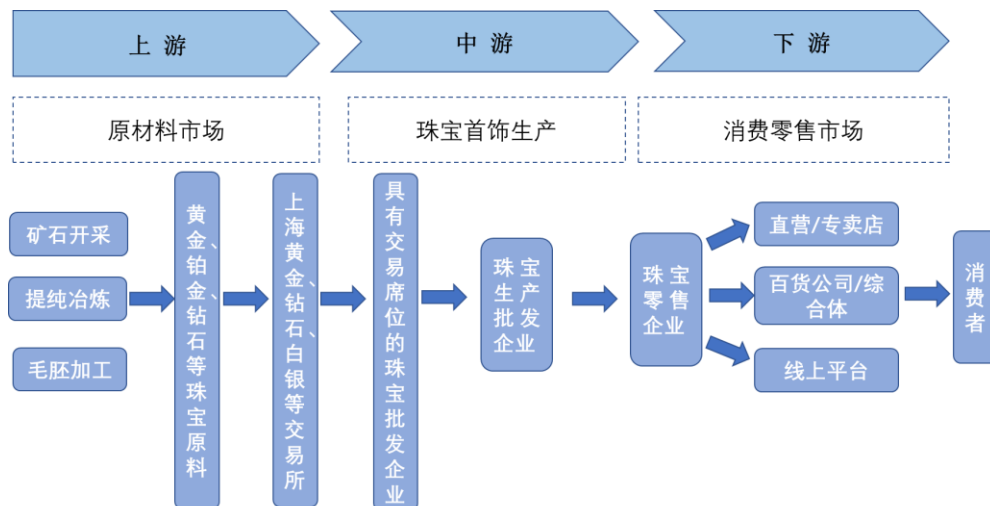 上 游
中 游
下 游
原材料市场
珠宝首饰生产
消费零售市场
矿石开采
提纯冶炼
毛胚加工
黄金、铂金、钻石等珠宝原料
上海黄金、钻石、白银等交易所
具有交易席位的珠宝批发企业
珠 宝
生 产
批 发
企业
珠 宝
零 售
企业
直营/专卖店
百货公司/综
合体
线上平台
消费者